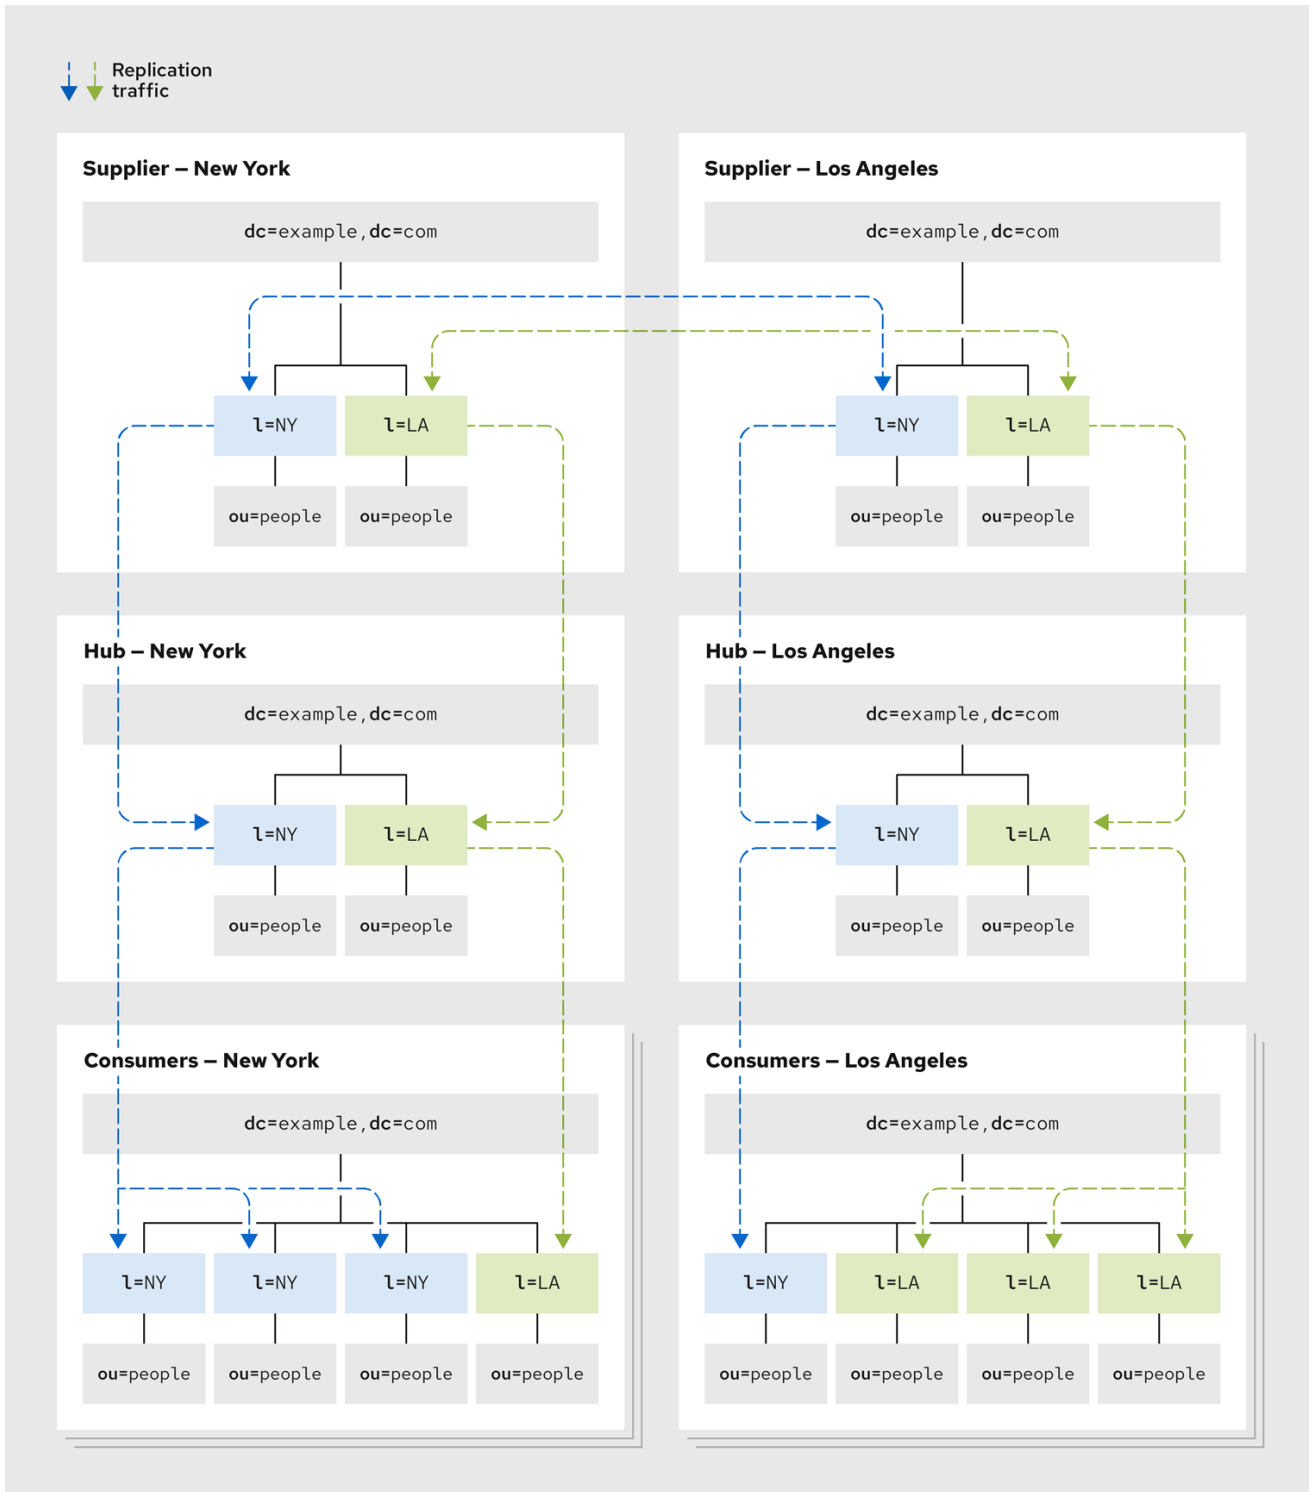 Replication
traffic
Supplier – New York
dc=example,dc=com
l=NY
l=LA
ou=people
ou=people
Supplier – Los Angeles
dc=example,dc=com
l=NY
l=LA
ou=people
ou=people
Hub – New York
dc=example,dc=com
l=NY
l=LA
ou=people
ou=people
Hub – Los Angeles
dc=example,dc=com
l=NY
l=LA
ou=people
ou=people
Consumers – New York
dc=example,dc=com
l=NY
l=NY
l=NY
l=LA
ou=people
ou=people
ou=people
ou=people
Consumers – Los Angeles
dc=example,dc=com
l=NY
l=LA
l=LA
l=LA
ou=people
ou=people
ou=people
ou=people